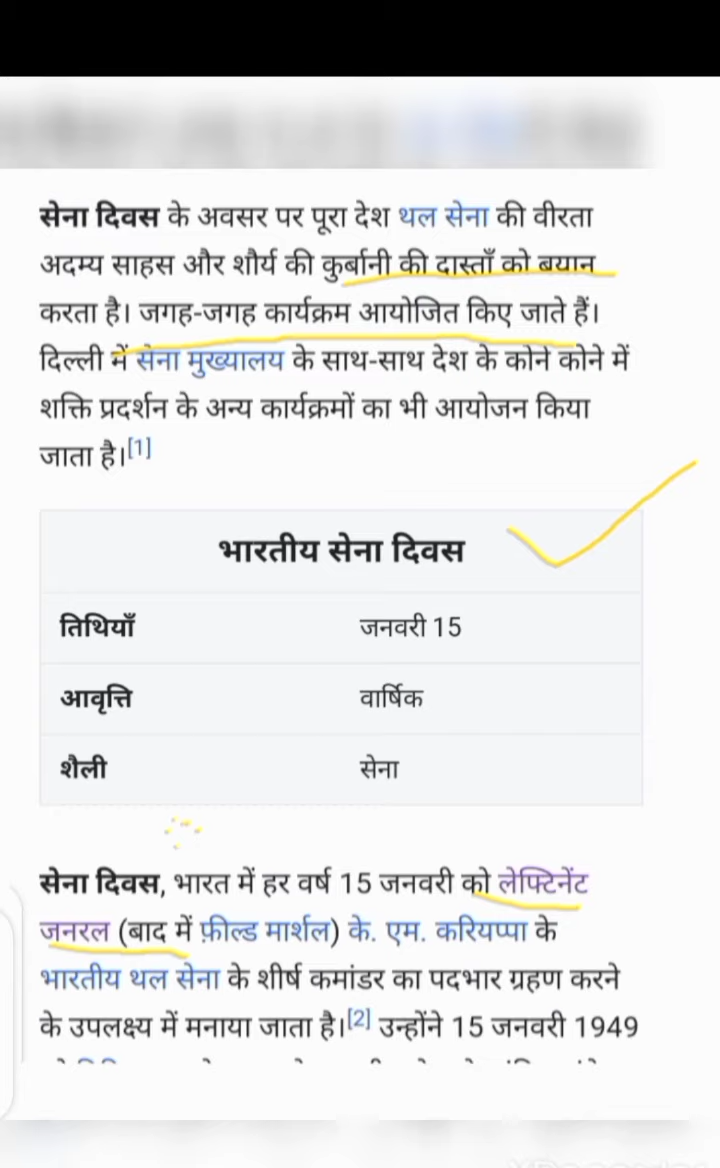 सेना दिवस के अवसर पर पूरा देश थल सेना की वीरता
अदम्य साहस और शौर्य की कुर्बानी की दास्ताँ को बयान
करता है। जगह-जगह कार्यक्रम आयोजित किए जाते हैं।
दिल्ली में सेना मुख्यालय के साथ-साथ देश के कोने कोने में
शक्ति प्रदर्शन के अन्य कार्यक्रमों का भी आयोजन किया
जाता है।[1]
भारतीय सेना दिवस
तिथियाँ जनवरी 15
आवृत्ति वार्षिक
शैली सेना
सेना दिवस, भारत में हर वर्ष 15 जनवरी को लेफ्टिनेंट
जनरल (बाद में फ़ील्ड मार्शल) के. एम. करियप्पा के
भारतीय थल सेना के शीर्ष कमांडर का पदभार ग्रहण करने
के उपलक्ष्य में मनाया जाता है।[2] उन्होंने 15 जनवरी 1949